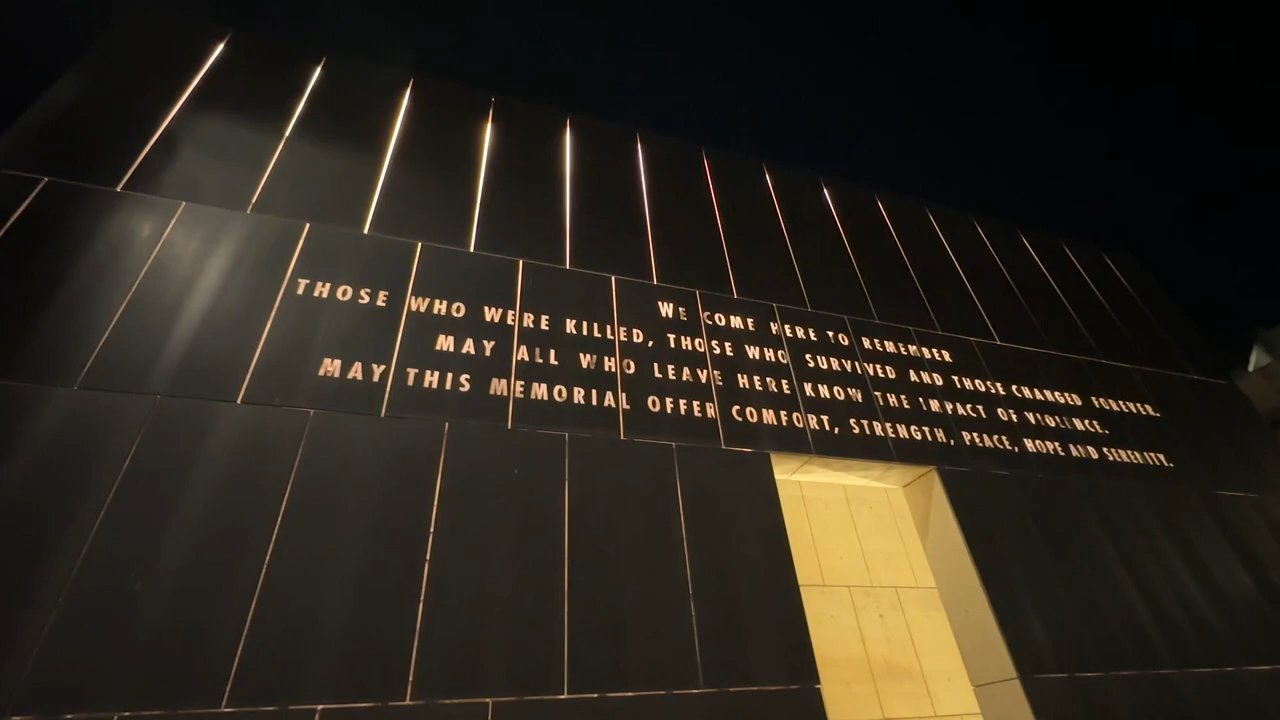 WE COME HERE TO REMEMBER
THOSE WHO WERE KILLED, THOSE WHO SURVIVED AND THOSE CHANGED FOREVER.
MAY ALL WHO LEAVE HERE KNOW THE IMPACT OF VIOLENCE.
MAY THIS MEMORIAL OFFER COMFORT, STRENGTH, PEACE, HOPE AND SERENITY.